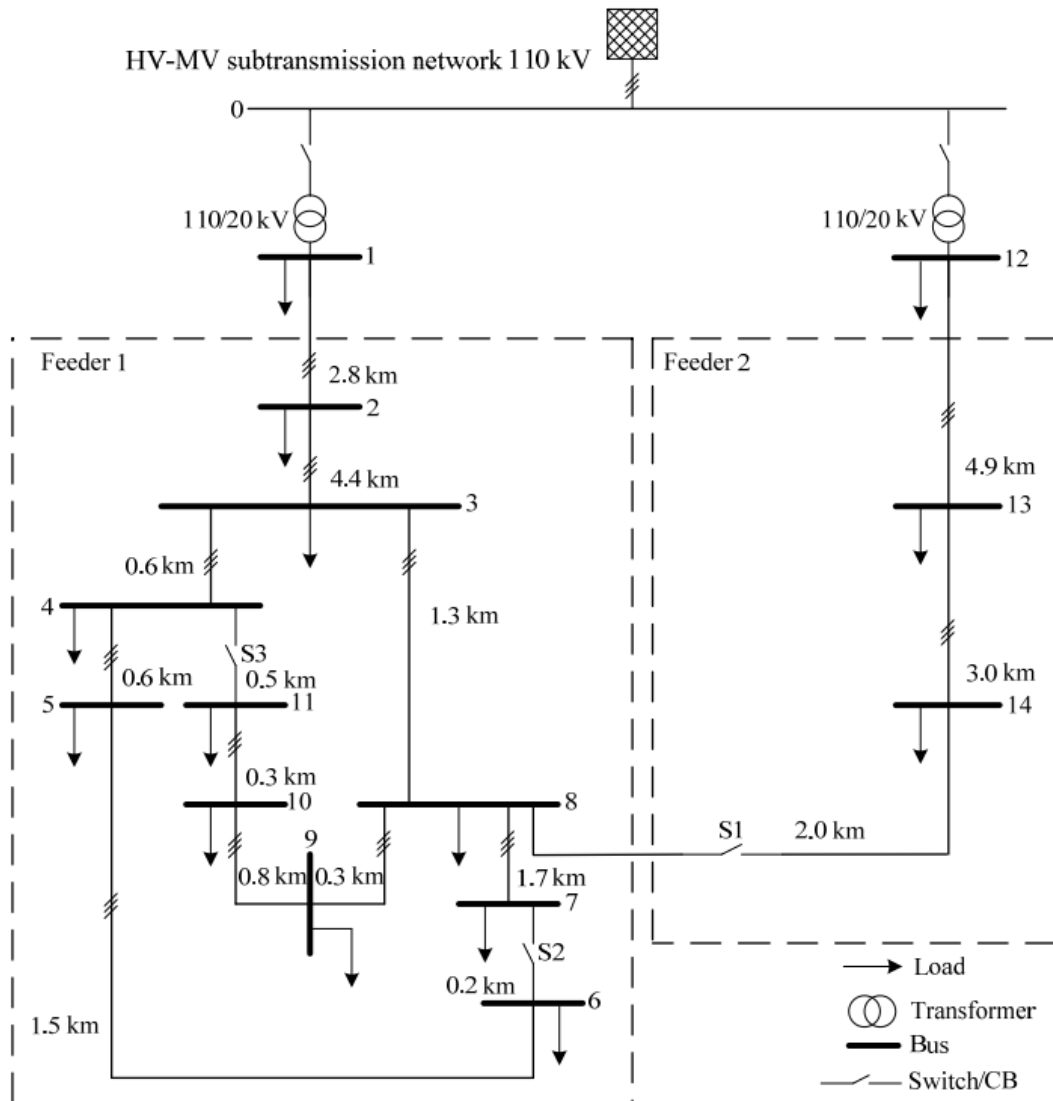 HV-MV subtransmission network 110 kV
0
110/20 kV
110/20 kV
1
12
Feeder 1
Feeder 2
2.8 km
2
4.4 km
3
4.9 km
13
0.6 km
4
1.3 km
S3
0.6 km
0.5 km
3.0 km
5
11
14
0.3 km
10
8
9
S1
2.0 km
0.8 km
0.3 km
1.7 km
7
S2
0.2 km
6
1.5 km
Load
Transformer
Bus
Switch/CB